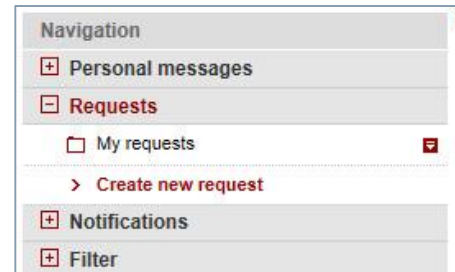 Navigation
Personal messages
Requests
My requests
Create new request
Notifications
Filter